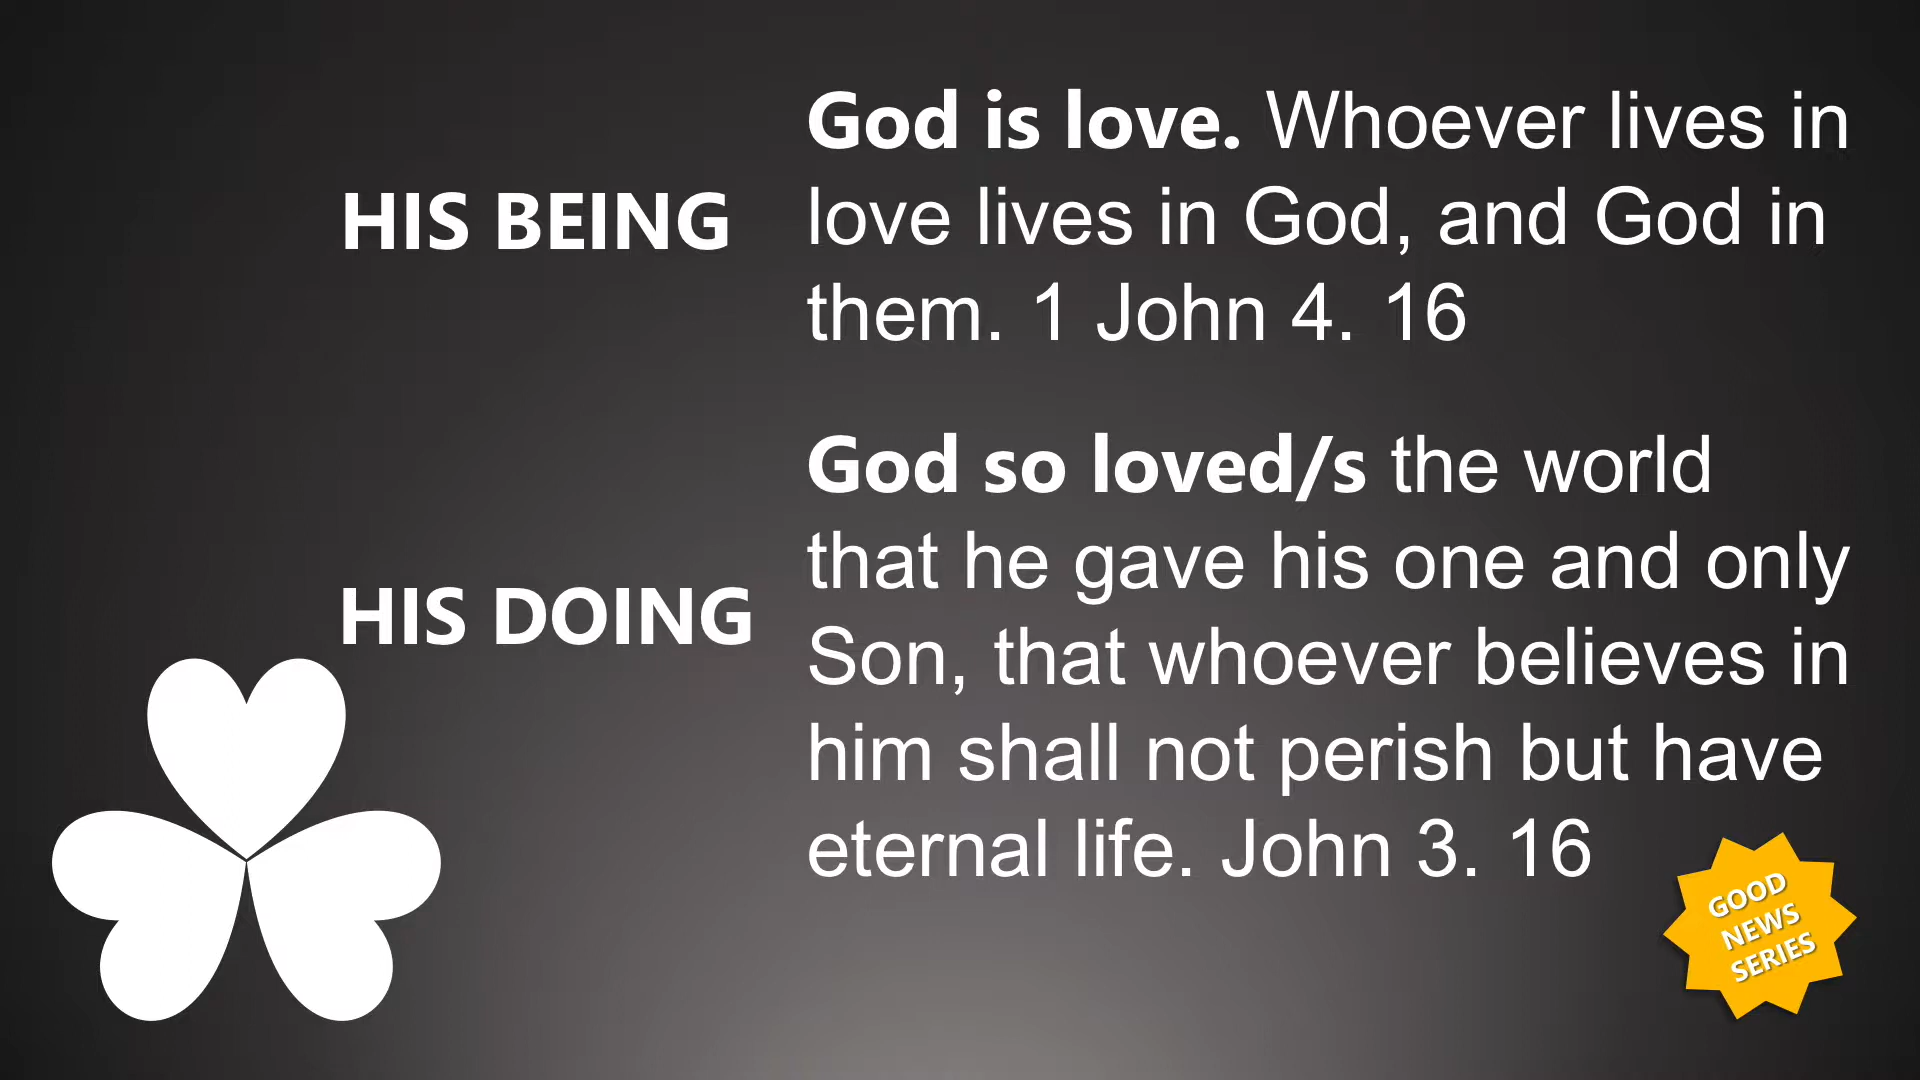 HIS BEING
God is love. Whoever lives in
love lives in God, and God in
them. 1 John 4. 16
HIS DOING
God so loved/s the world
that he gave his one and only
Son, that whoever believes in
him shall not perish but have
eternal life. John 3. 16
GOOD
NEWS
SERIES